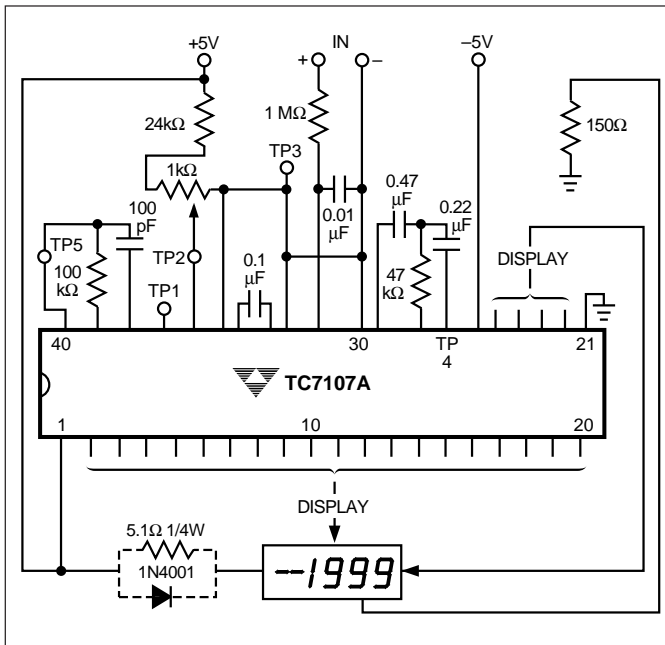 +5V
IN
–5V
+
–
24kΩ
1 MΩ
150Ω
TP3
1kΩ
0.47
µF
100
pF
0.01
µF
0.22
µF
TP5
TP2
0.1
µF
DISPLAY
100
kΩ
47
kΩ
TP1
40
30
TP
4
21
TC7107A
1
10
20
DISPLAY
5.1Ω 1/4W
1N4001
--1999